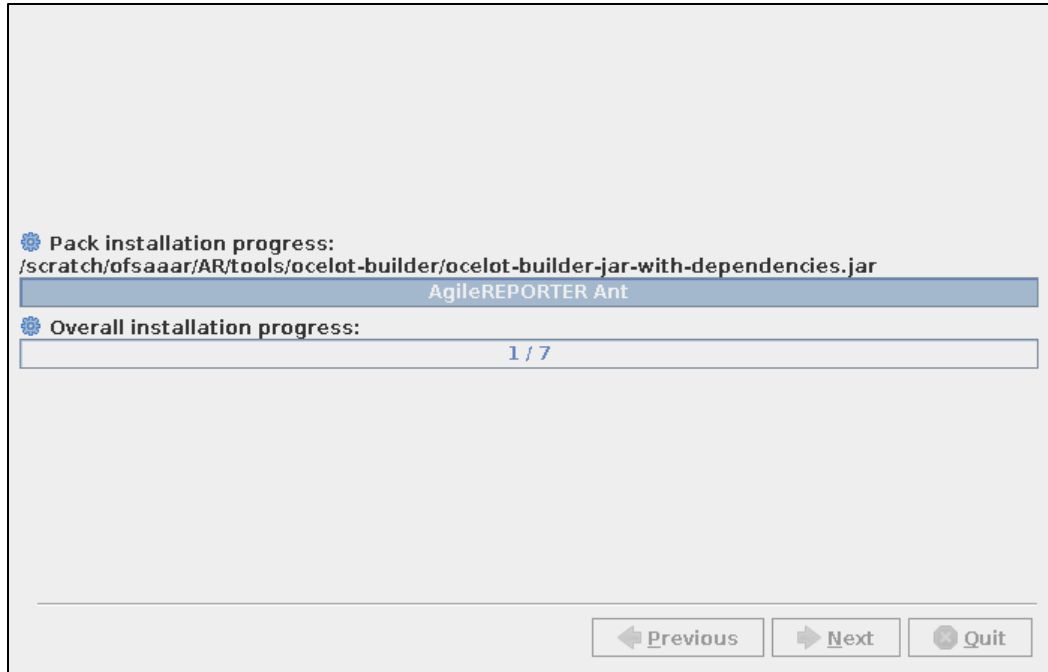 Pack installation progress:
/scratch/ofsaaar/AR/tools/ocelot-builder/ocelot-builder-jar-with-dependencies.jar
AgileREPORTER Ant
Overall installation progress:
1 / 7
Previous Next Quit